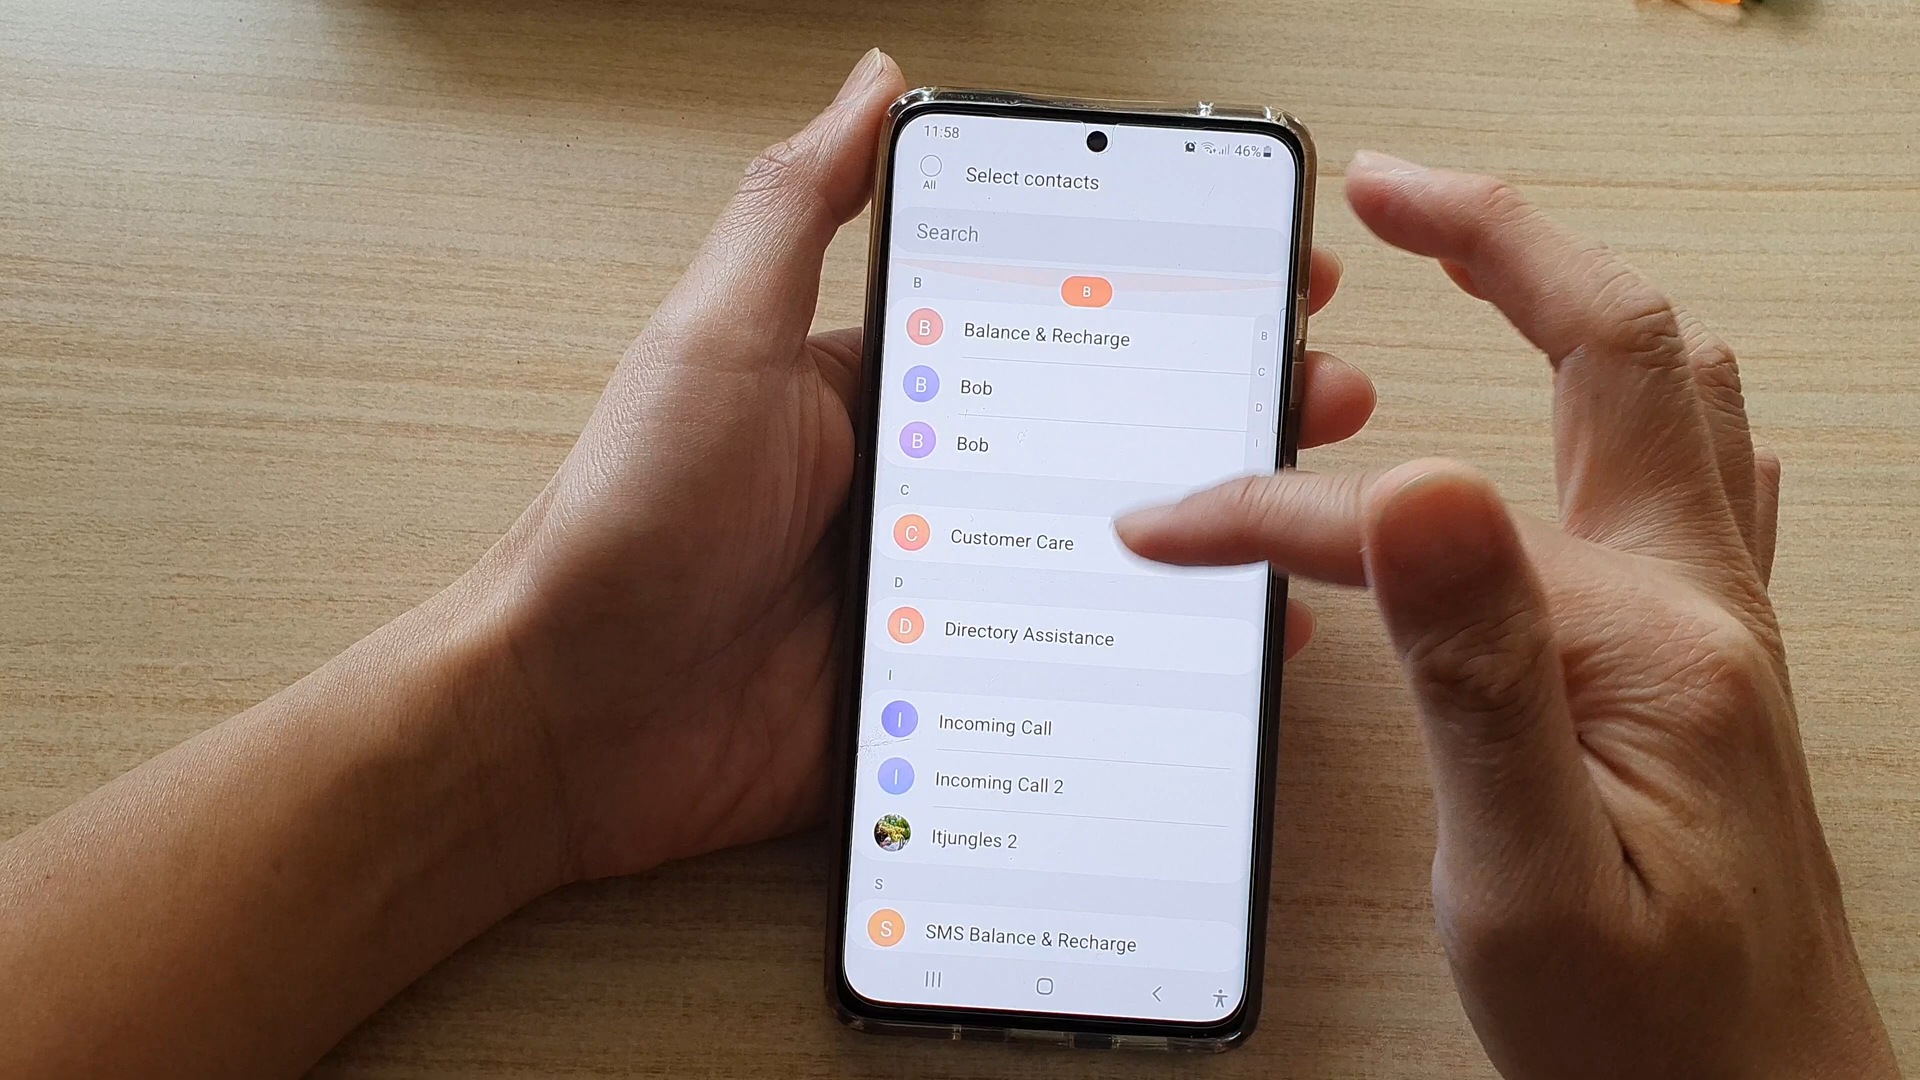 11:58
46%
All
Select contacts
Search
B
B
B Balance & Recharge
B
B Bob
C
B Bob
D
I
C
C Customer Care
D
D Directory Assistance
I
I Incoming Call
I Incoming Call 2
Itjungles 2
S
S SMS Balance & Recharge